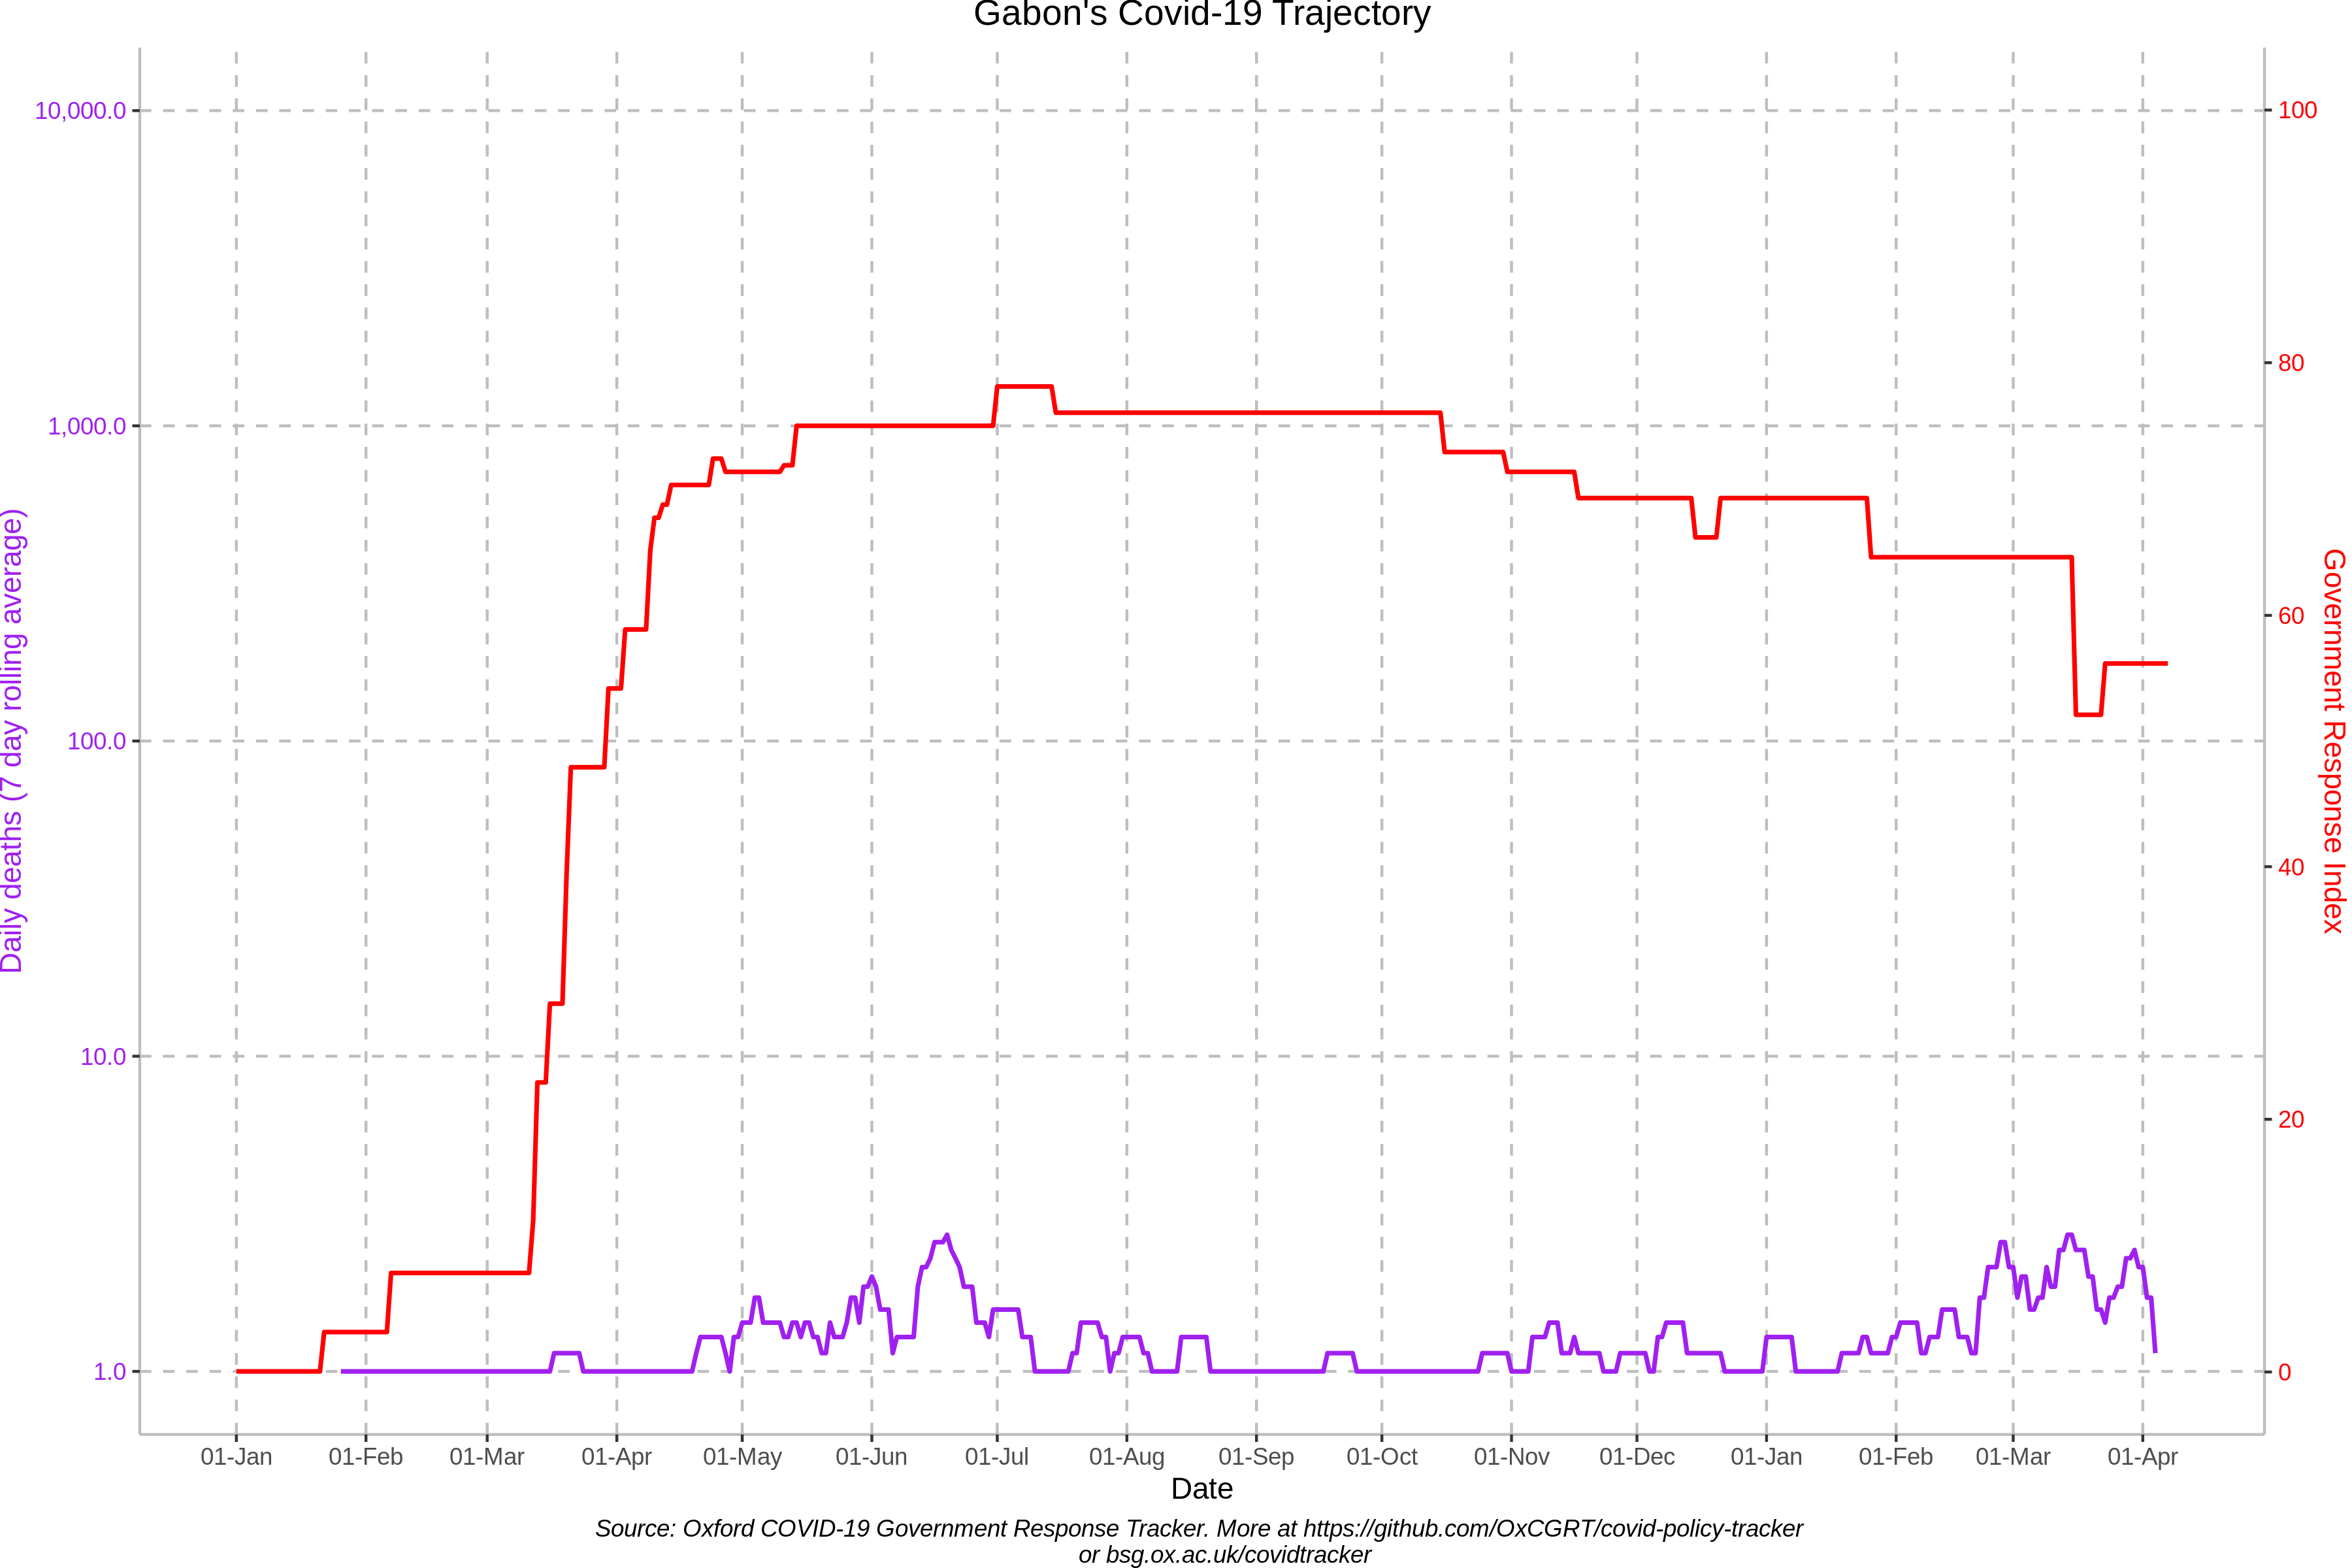 Gabon's Covid-19 Trajectory
10,000.0
1,000.0
100.0
10.0
1.0
Daily deaths (7 day rolling average)
100
80
60
40
20
0
Government Response Index
01-Jan 01-Feb 01-Mar 01-Apr 01-May 01-Jun 01-Jul 01-Aug 01-Sep 01-Oct 01-Nov 01-Dec 01-Jan 01-Feb 01-Mar 01-Apr
Date
Source: Oxford COVID-19 Government Response Tracker. More at https://github.com/OxCGRT/covid-policy-tracker
or bsg.ox.ac.uk/covidtracker